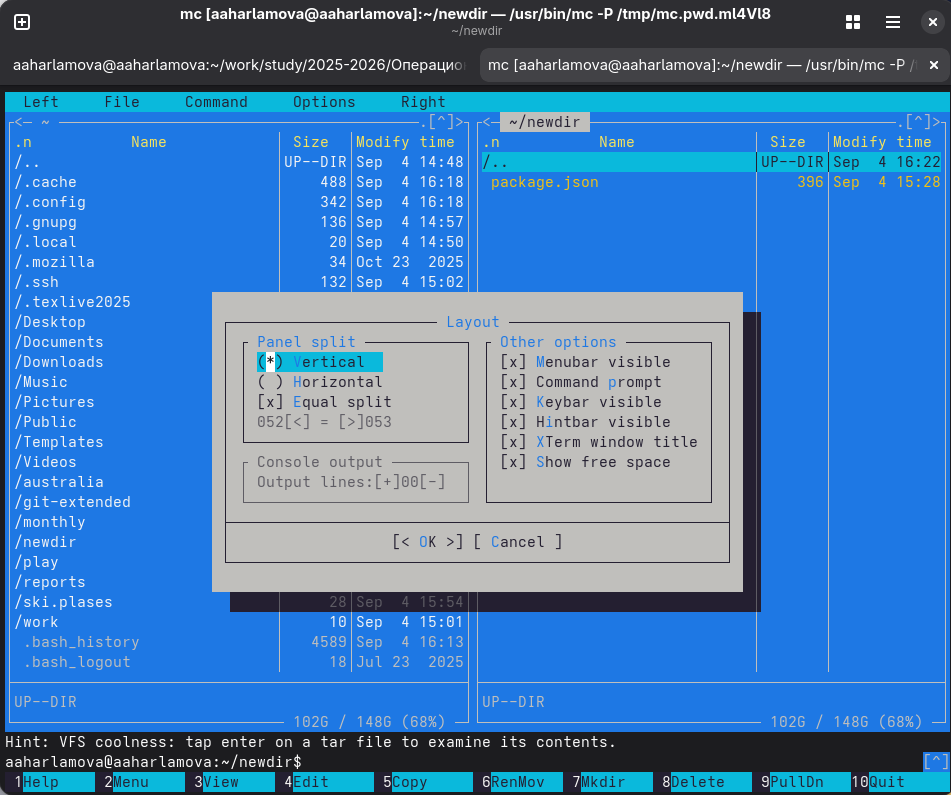 mc [aaharlamova@aaharlamova]:~/newdir — /usr/bin/mc -P /tmp/mc.pwd.ml4Vl8
~/newdir
aaharlamova@aaharlamova:~/work/study/2025-2026/Операцио
mc [aaharlamova@aaharlamova]:~/newdir — /usr/bin/mc -P /
Left File Command Options Right
<— ~ .[^]> <— ~/newdir .[^]>
.n Name Size Modify time .n Name Size Modify time
/.. UP--DIR Sep 4 14:48 /.. UP--DIR Sep 4 16:22
/.cache 488 Sep 4 16:18 package.json 396 Sep 4 15:28
/.config 342 Sep 4 16:18
/.gnupg 136 Sep 4 14:57
/.local 20 Sep 4 14:50
/.mozilla 34 Oct 23 2025
/.ssh 132 Sep 4 15:02
/.texlive2025
/Desktop
/Documents
/Downloads
/Music
/Pictures
/Public
/Templates
/Videos
/australia
/git-extended
/monthly
/newdir
/play
/reports
/ski.plases 28 Sep 4 15:54
/work 10 Sep 4 15:01
.bash_history 4589 Sep 4 16:13
.bash_logout 18 Jul 23 2025
Layout
Panel split
(*) Vertical
( ) Horizontal
[x] Equal split
052[<] = [>]053
Console output
Output lines:[+]00[-]
Other options
[x] Menubar visible
[x] Command prompt
[x] Keybar visible
[x] Hintbar visible
[x] XTerm window title
[x] Show free space
[< OK >] [ Cancel ]
UP--DIR UP--DIR
102G / 148G (68%) 102G / 148G (68%)
Hint: VFS coolness: tap enter on a tar file to examine its contents.
aaharlamova@aaharlamova:~/newdir$ [^]
1Help 2Menu 3View 4Edit 5Copy 6RenMov 7Mkdir 8Delete 9PullDn 10Quit